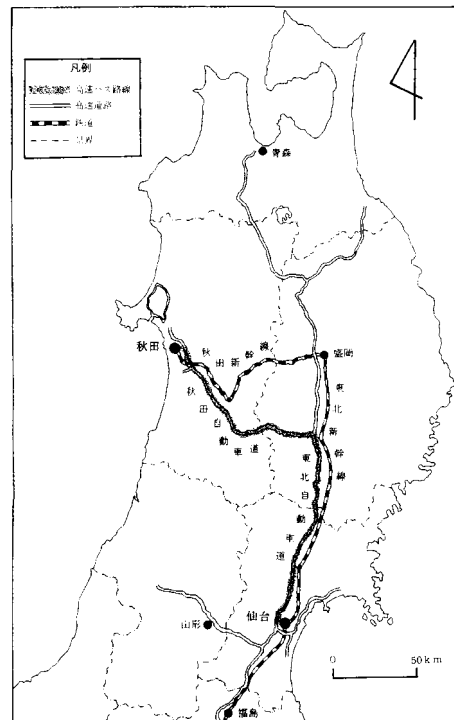 凡例
高速バス路線
高速道路
鉄道
県界
青森
秋田
盛岡
秋田新幹線
秋田自動車道
東北新幹線
東北自動車道
仙台
山形
福島
0 50km